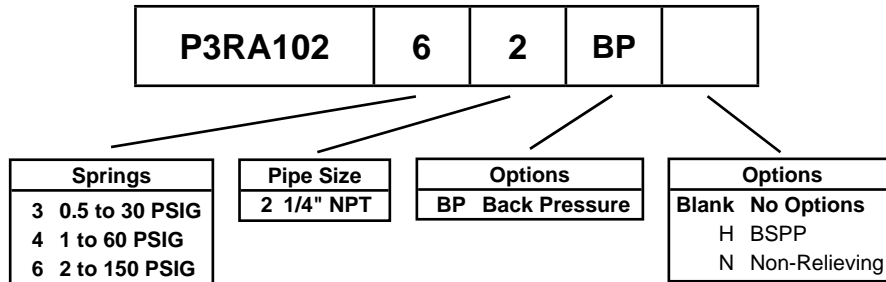 P3RA102 6 2 BP
Springs
3 0.5 to 30 PSIG
4 1 to 60 PSIG
6 2 to 150 PSIG
Pipe Size
2 1/4" NPT
Options
BP Back Pressure
Options
Blank No Options
H BSPP
N Non-Relieving